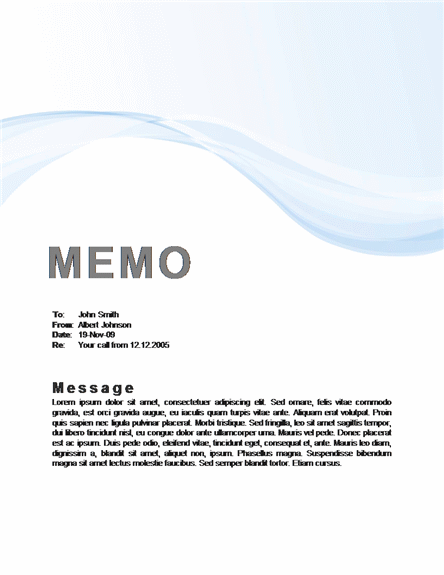 MEMO
To: John Smith
From: Albert Johnson
Date: 19-Nov-09
Re: Your call from 12.12.2005
Message
Lorem ipsum dolor sit amet, consectetuer adipiscing elit. Sed ornare, felis vitae commodo
gravida, est orci gravida augue, eu iaculis quam turpis vitae ante. Aliquam erat volutpat. Proin
quis sapien nec ligula pulvinar placerat. Morbi tristique. Sed fringilla, leo sit amet sagittis tempor,
dui libero tincidunt nisl, eu congue dolor ante ullamcorper urna. Mauris vel pede. Donec placerat
est ac ipsum. Duis pede odio, eleifend vitae, tincidunt eget, consequat et, ante. Mauris leo diam,
dignissim a, blandit sit amet, aliquet non, ipsum. Phasellus magna. Suspendisse bibendum
magna sit amet lectus molestie faucibus. Sed semper blandit tortor. Etiam cursus.